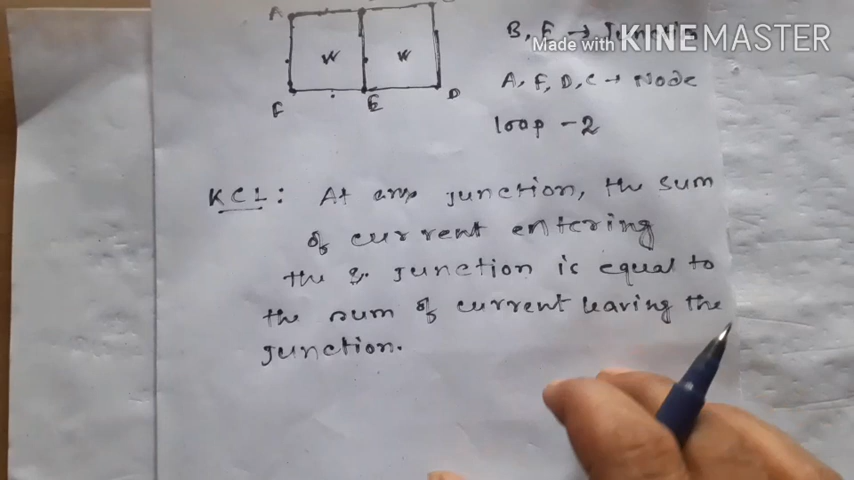 A
B, E → Junction
Made with KINEMASTER
W W
A, F, D, C → Node
F E D
loop - 2
KCL: At any junction, the sum
of current entering
the junction is equal to
the sum of current leaving the
junction.